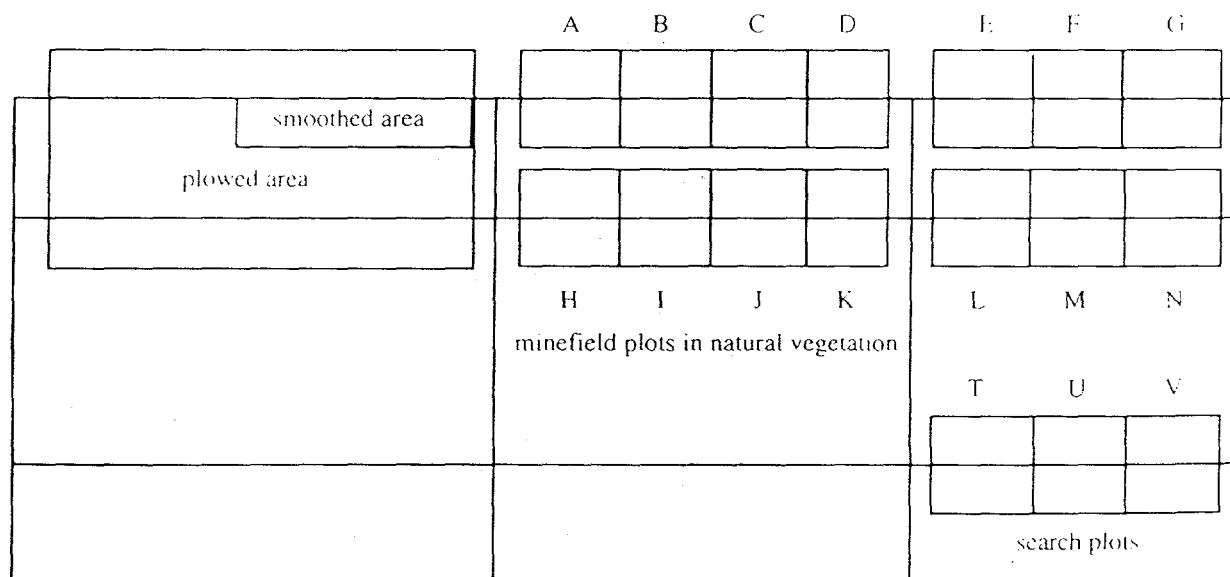 A B C D E F G
smoothed area
plowed area
H I J K L M N
minefield plots in natural vegetation
T U V
search plots